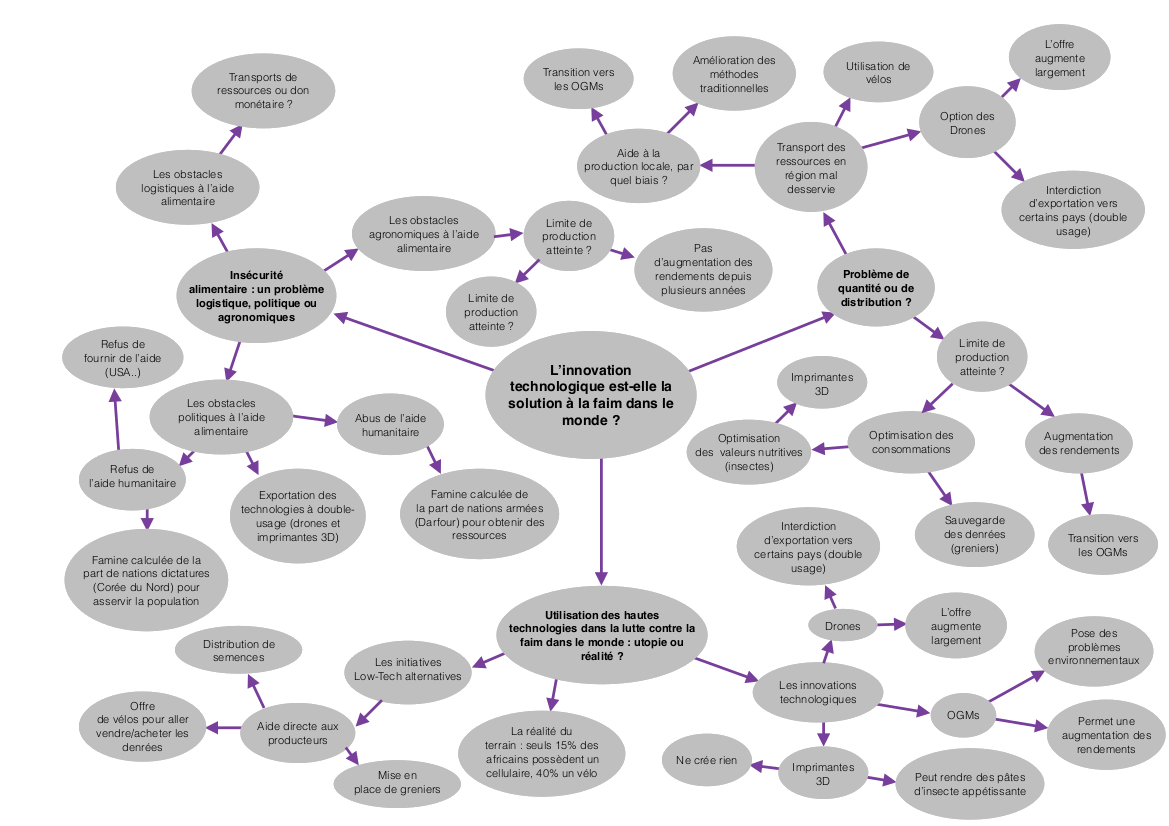 L'offre
augmente
largement
Transports de
ressources ou don
monétaire ?
Transition vers
les OGMs
Amélioration des
méthodes
traditionnelles
Utilisation de
vélos
Option des
Drones
Les obstacles
logistiques à l'aide
alimentaire
Aide à la
production locale, par
quel biais ?
Transport des
ressources en
région mal
desservie
Interdiction
d'exportation vers
certains pays (double
usage)
Les obstacles
agronomiques à l'aide
alimentaire
Limite de
production
atteinte ?
Pas
d'augmentation des
rendements depuis
plusieurs années
Insécurité
alimentaire : un problème
logistique, politique ou
agronomiques
Problème de
quantité ou de
distribution ?
Limite de
production
atteinte ?
Refus de
fournir de l'aide
(USA..)
L'innovation
technologique est-elle la
solution à la faim dans le
monde ?
Limite de
production
atteinte ?
Imprimantes
3D
Les obstacles
politiques à l'aide
alimentaire
Abus de l'aide
humanitaire
Optimisation
des valeurs nutritives
(insectes)
Optimisation des
consommations
Augmentation
des rendements
Refus de
l'aide humanitaire
Exportation des
technologies à double-
usage (drones et
imprimantes 3D)
Famine calculée de
la part de nations armées
(Darfour) pour obtenir des
ressources
Sauvegarde
des denrées
(greniers)
Transition vers
les OGMs
Interdiction
d'exportation vers
certains pays (double
usage)
Famine calculée de la
part de nations dictatures
(Corée du Nord) pour
asservir la population
Utilisation des hautes
technologies dans la lutte contre la
faim dans le monde : utopie ou
réalité ?
Drones
L'offre
augmente
largement
Distribution de
semences
Les initiatives
Low-Tech alternatives
Pose des
problèmes
environnementaux
Les innovations
technologiques
OGMs
Offre
de vélos pour aller
vendre/acheter les
denrées
Aide directe aux
producteurs
La réalité du
terrain : seuls 15% des
africains possèdent un
cellulaire, 40% un vélo
Permet une
augmentation des
rendements
Ne crée rien
Imprimantes
3D
Mise en
place de greniers
Peut rendre des pâtes
d'insecte appétissante